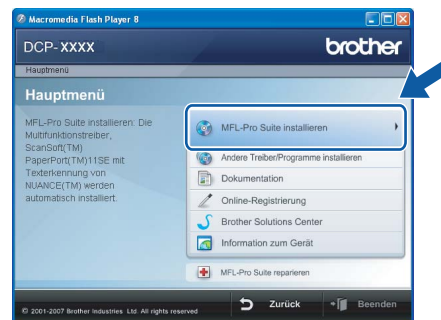 Macromedia Flash Player 8
DCP-XXXX
brother
Hauptmenü
Hauptmenü
MFL-Pro Suite installieren: Die
Multifunktionstreiber,
ScanSoft(TM)
PaperPort(TM)11SE mit
Texterkennung von
NUANCE(TM) werden
automatisch installiert.
MFL-Pro Suite installieren
Andere Treiber/Programme installieren
Dokumentation
Online-Registrierung
Brother Solutions Center
Information zum Gerät
MFL-Pro Suite reparieren
© 2001-2007 Brother Industries Ltd. All rights reserved
Zurück
Beenden